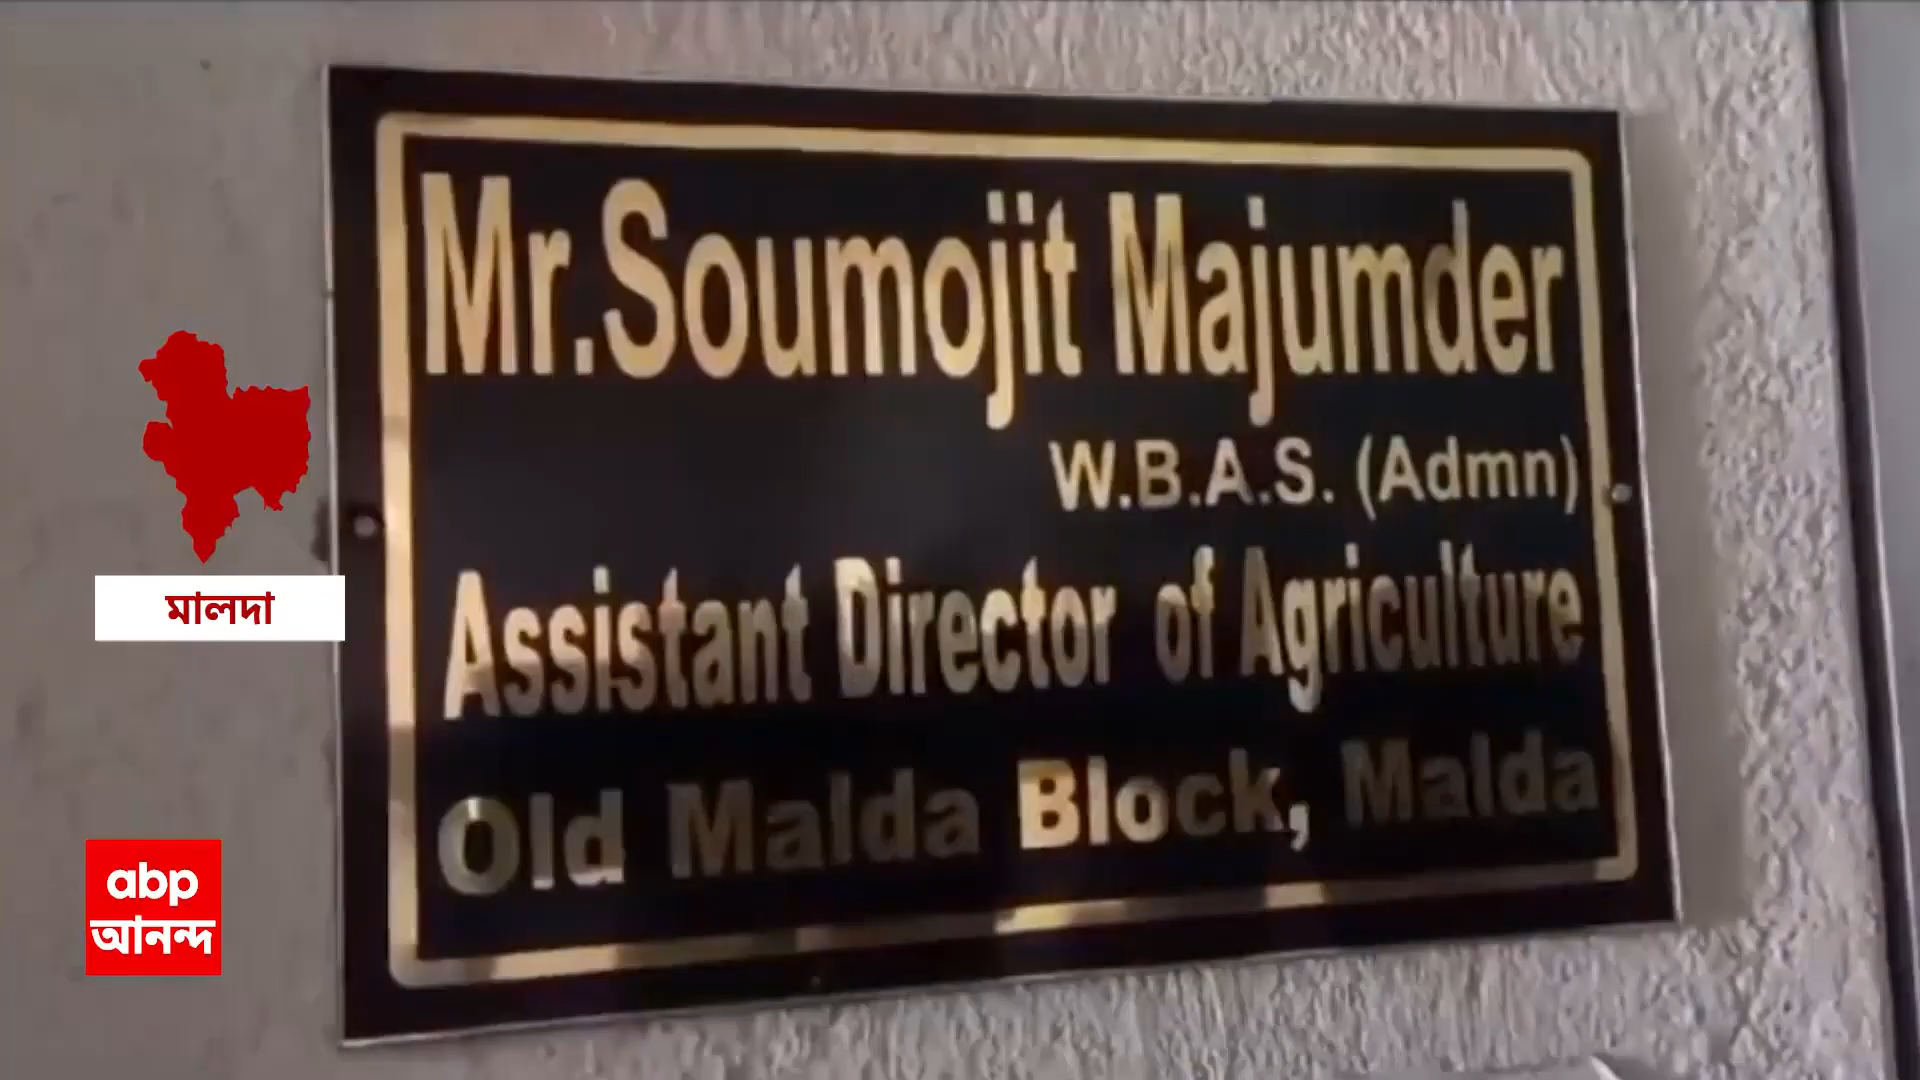 Mr.Soumojit Majumder
W.B.A.S. (Admn)
Assistant Director of Agriculture
Old Malda Block, Malda
মালদা
abp
আনন্দ